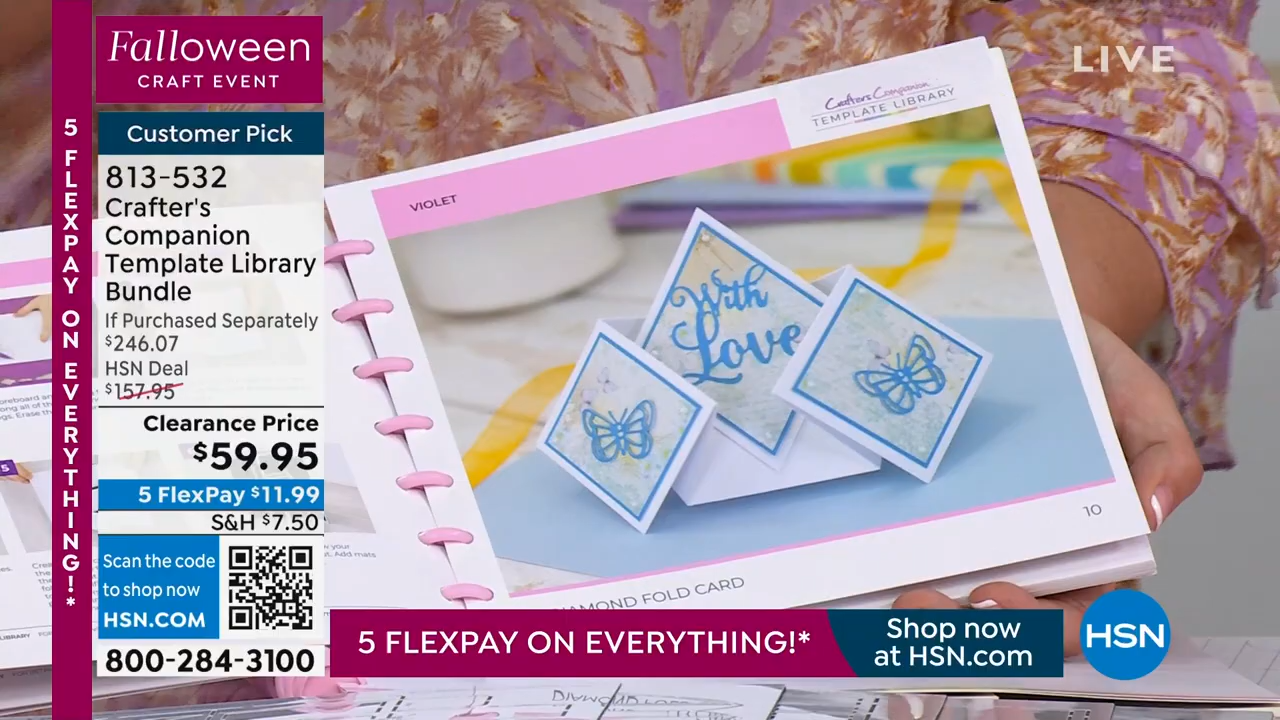 5 FLEXPAY ON EVERYTHING!*
Falloween
CRAFT EVENT
Customer Pick
813-532
Crafter's
Companion
Template Library
Bundle
If Purchased Separately
$246.07
HSN Deal
$157.95
Clearance Price
$59.95
5 FlexPay $11.99
S&H $7.50
Scan the code
to shop now
HSN.COM
800-284-3100
LIVE
Crafter's Companion
TEMPLATE LIBRARY
VIOLET
With
Love
10
DIAMOND FOLD CARD
5 FLEXPAY ON EVERYTHING!*
Shop now
at HSN.com
HSN